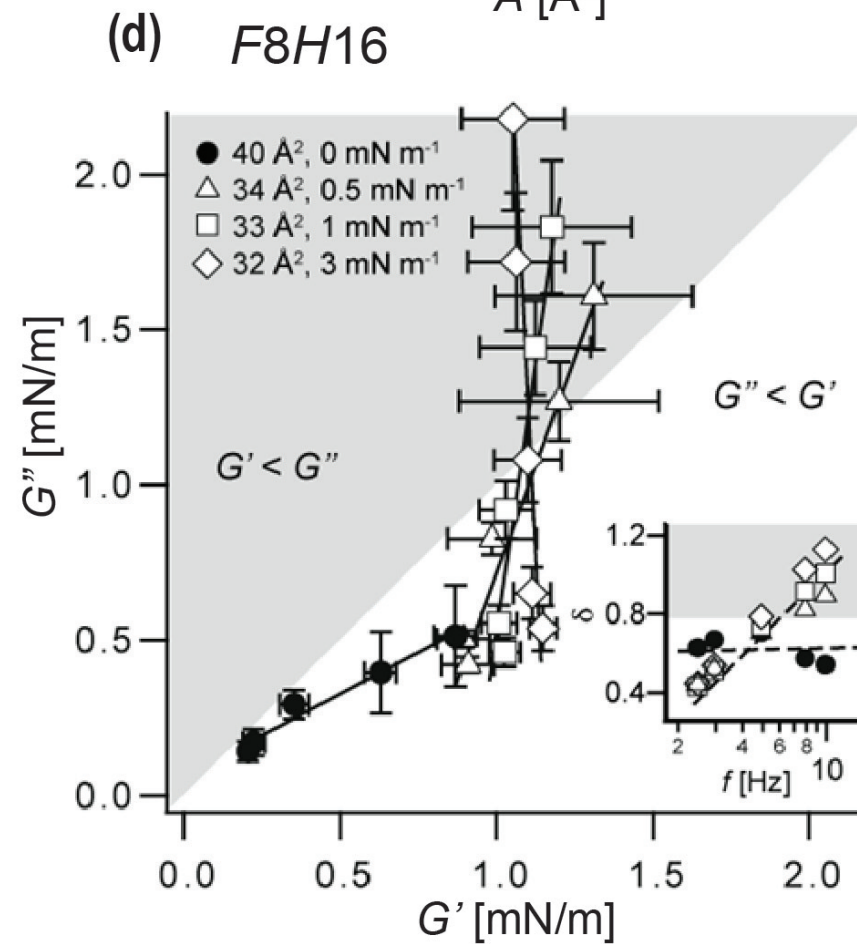 (d) F8H16
40 Å², 0 mN m⁻¹
34 Å², 0.5 mN m⁻¹
33 Å², 1 mN m⁻¹
32 Å², 3 mN m⁻¹
G″ [mN/m]
2.0
1.5
1.0
0.5
0.0
G′ < G″
G″ < G′
δ
1.2
0.8
0.4
2 4 6 8 10
f [Hz]
0.0 0.5 1.0 1.5 2.0
G′ [mN/m]